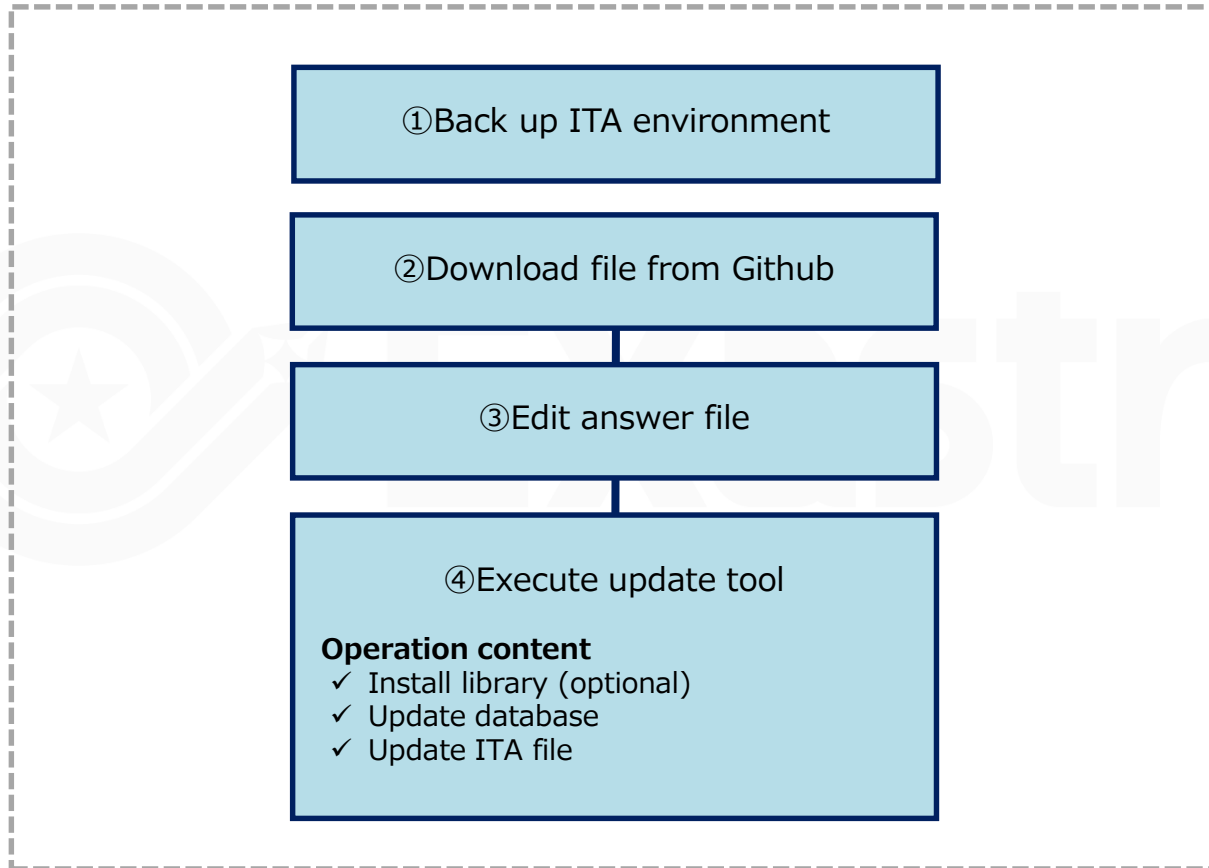 ①Back up ITA environment
②Download file from Github
③Edit answer file
④Execute update tool
Operation content
✓ Install library (optional)
✓ Update database
✓ Update ITA file